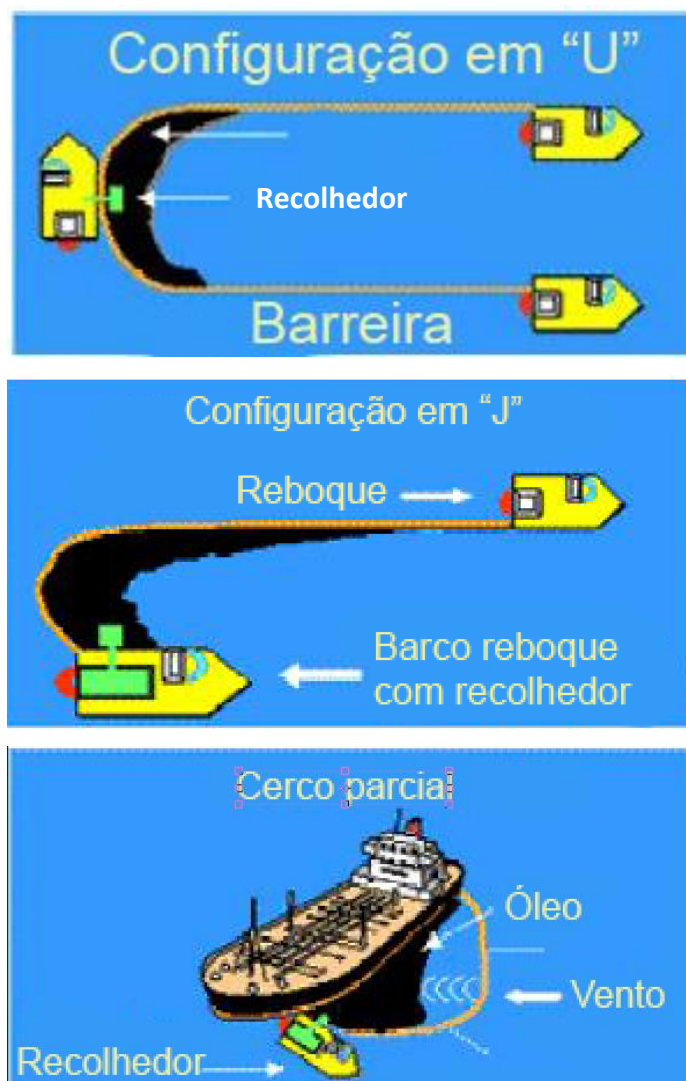 Configuração em “U”
Recolhedor
Barreira
Configuração em “J”
Reboque
Barco reboque
com recolhedor
Cerco parcial
Óleo
Vento
Recolhedor